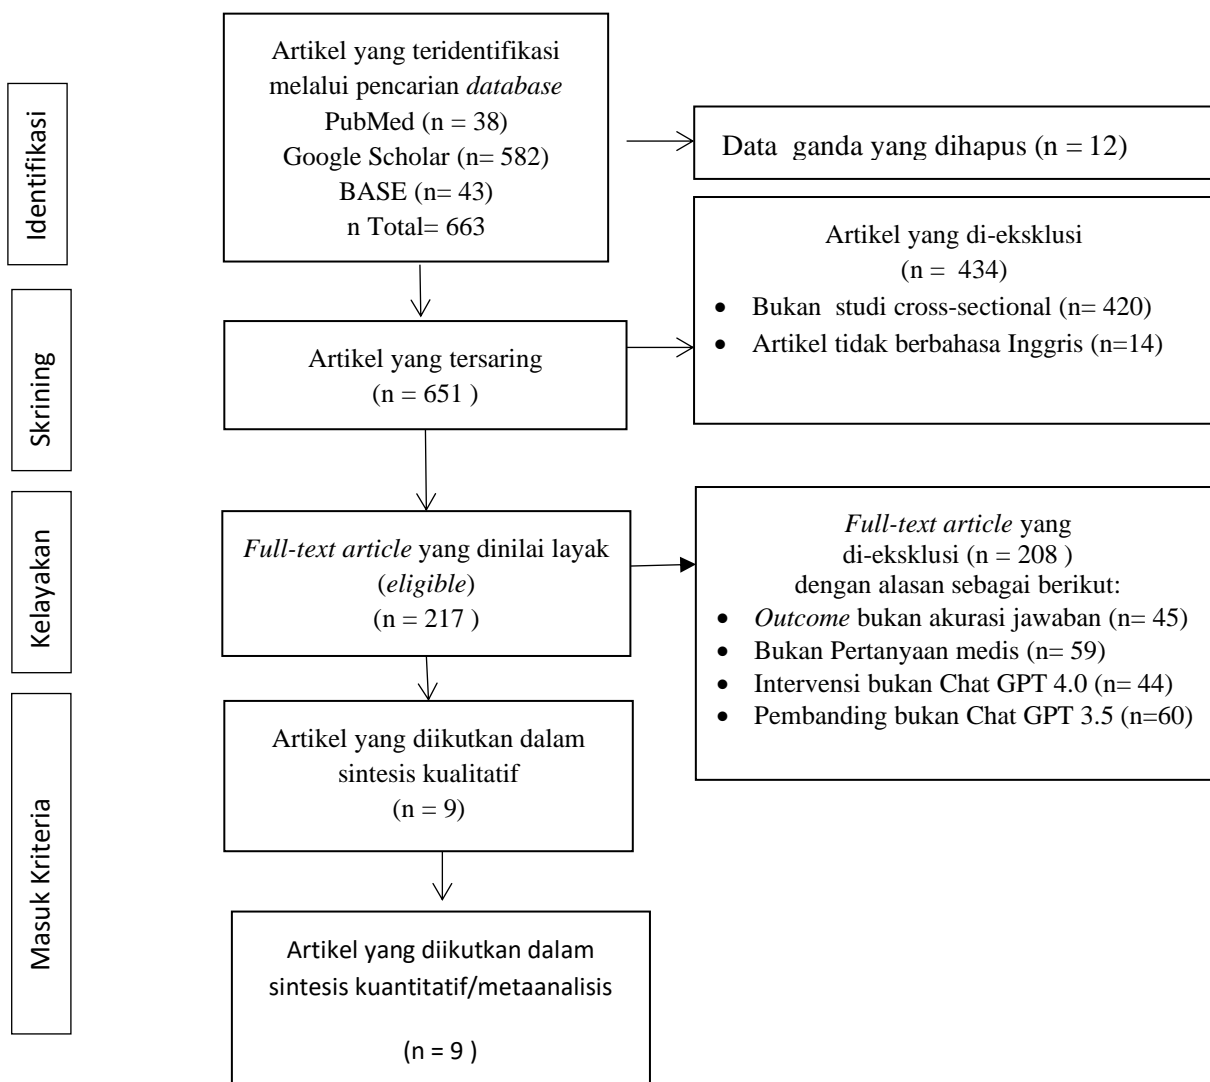 Identifikasi
Artikel yang teridentifikasi
melalui pencarian database
PubMed (n = 38)
Google Scholar (n= 582)
BASE (n= 43)
n Total= 663
Data  ganda yang dihapus (n = 12)
Skrining
Artikel yang tersaring
(n = 651 )
Artikel yang di-eksklusi
(n =  434)
• Bukan  studi cross-sectional (n= 420)
• Artikel tidak berbahasa Inggris (n=14)
Kelayakan
Full-text article yang dinilai layak
(eligible)
(n = 217 )
Full-text article yang
di-eksklusi (n = 208 )
dengan alasan sebagai berikut:
• Outcome bukan akurasi jawaban (n= 45)
• Bukan Pertanyaan medis (n= 59)
• Intervensi bukan Chat GPT 4.0 (n= 44)
• Pembanding bukan Chat GPT 3.5 (n=60)
Masuk Kriteria
Artikel yang diikutkan dalam
sintesis kualitatif
(n = 9)
Artikel yang diikutkan dalam
sintesis kuantitatif/metaanalisis
(n = 9 )